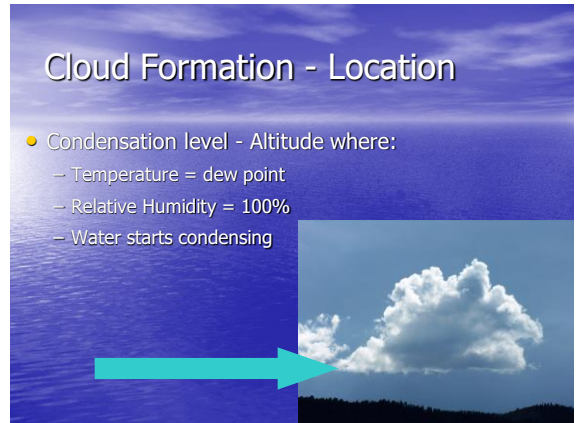 Cloud Formation - Location
• Condensation level - Altitude where:
– Temperature = dew point
– Relative Humidity = 100%
– Water starts condensing